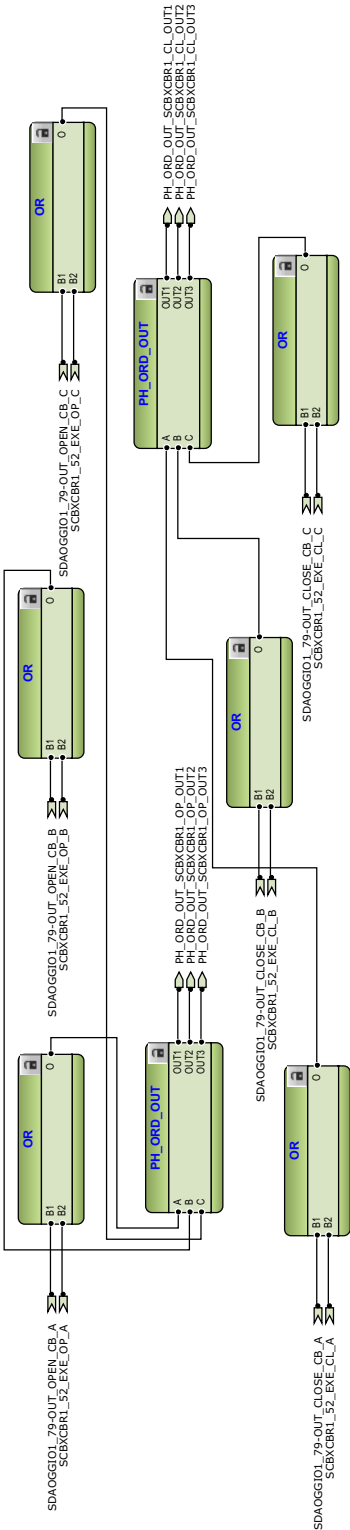 SDAOGGIO1_79-OUT_OPEN_CB_A
SCBXCBR1_52_EXE_OP_A
OR
B1
B2
O
SDAOGGIO1_79-OUT_OPEN_CB_B
SCBXCBR1_52_EXE_OP_B
OR
B1
B2
O
SDAOGGIO1_79-OUT_OPEN_CB_C
SCBXCBR1_52_EXE_OP_C
OR
B1
B2
O
PH_ORD_OUT
A
B
C
OUT1
OUT2
OUT3
PH_ORD_OUT_SCBXCBR1_OP_OUT1
PH_ORD_OUT_SCBXCBR1_OP_OUT2
PH_ORD_OUT_SCBXCBR1_OP_OUT3
PH_ORD_OUT
A
B
C
OUT1
OUT2
OUT3
PH_ORD_OUT_SCBXCBR1_CL_OUT1
PH_ORD_OUT_SCBXCBR1_CL_OUT2
PH_ORD_OUT_SCBXCBR1_CL_OUT3
SDAOGGIO1_79-OUT_CLOSE_CB_A
SCBXCBR1_52_EXE_CL_A
OR
B1
B2
O
SDAOGGIO1_79-OUT_CLOSE_CB_B
SCBXCBR1_52_EXE_CL_B
OR
B1
B2
O
SDAOGGIO1_79-OUT_CLOSE_CB_C
SCBXCBR1_52_EXE_CL_C
OR
B1
B2
O